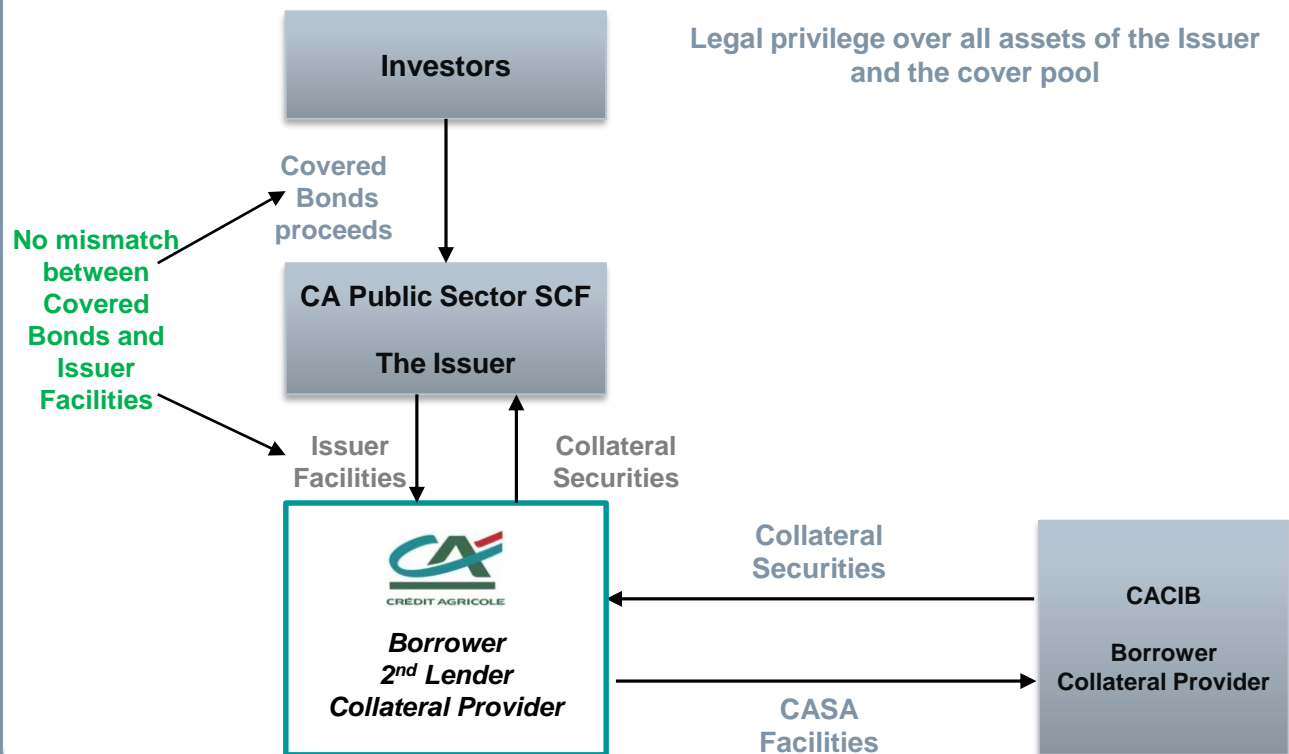 Investors
Legal privilege over all assets of the Issuer
and the cover pool
Covered
Bonds
proceeds
No mismatch
between
Covered
Bonds and
Issuer
Facilities
CA Public Sector SCF
The Issuer
Issuer
Facilities
Collateral
Securities
CRÉDIT AGRICOLE
Borrower
2nd Lender
Collateral Provider
Collateral
Securities
CASA
Facilities
CACIB
Borrower
Collateral Provider